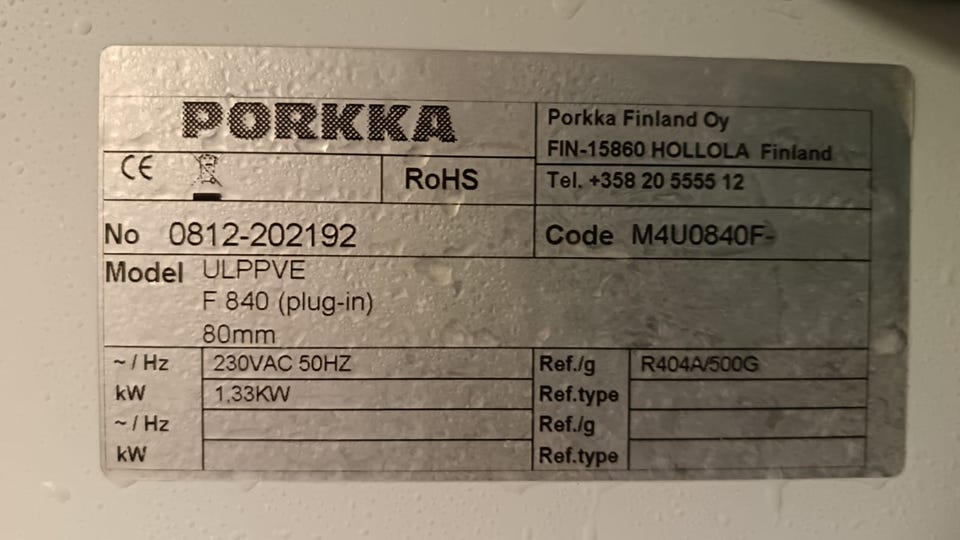 PORKKA
Porkka Finland Oy
FIN-15860 HOLLOLA Finland
CE
RoHS
Tel. +358 20 5555 12
No 0812-202192
Code M4U0840F-
Model ULPPVE
F 840 (plug-in)
80mm
~ / Hz 230VAC 50HZ Ref./g R404A/500G
kW 1,33KW Ref.type
~ / Hz Ref./g
kW Ref.type